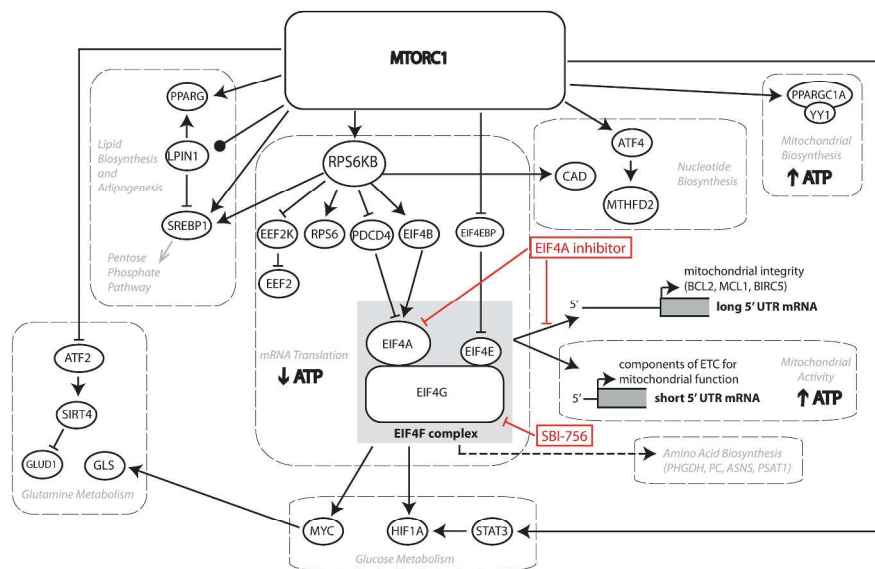 MTORC1
PPARG
LPIN1
SREBP1
Lipid
Biosynthesis
and
Adipogenesis
Pentose
Phosphate
Pathway
RPS6KB
EEF2K
RPS6
PDCD4
EIF4B
EIF4EBP
EEF2
CAD
ATF4
MTHFD2
Nucleotide
Biosynthesis
PPARGC1A
YY1
Mitochondrial
Biosynthesis
↑ ATP
EIF4A inhibitor
mitochondrial integrity
(BCL2, MCL1, BIRC5)
5’
long 5’ UTR mRNA
EIF4A
EIF4E
EIF4G
EIF4F complex
mRNA Translation
↓ ATP
components of ETC for
mitochondrial function
5’
short 5’ UTR mRNA
Mitochondrial
Activity
↑ ATP
SBI-756
Amino Acid Biosynthesis
(PHGDH, PC, ASNS, PSAT1)
ATF2
SIRT4
GLUD1
GLS
Glutamine Metabolism
MYC
HIF1A
STAT3
Glucose Metabolism